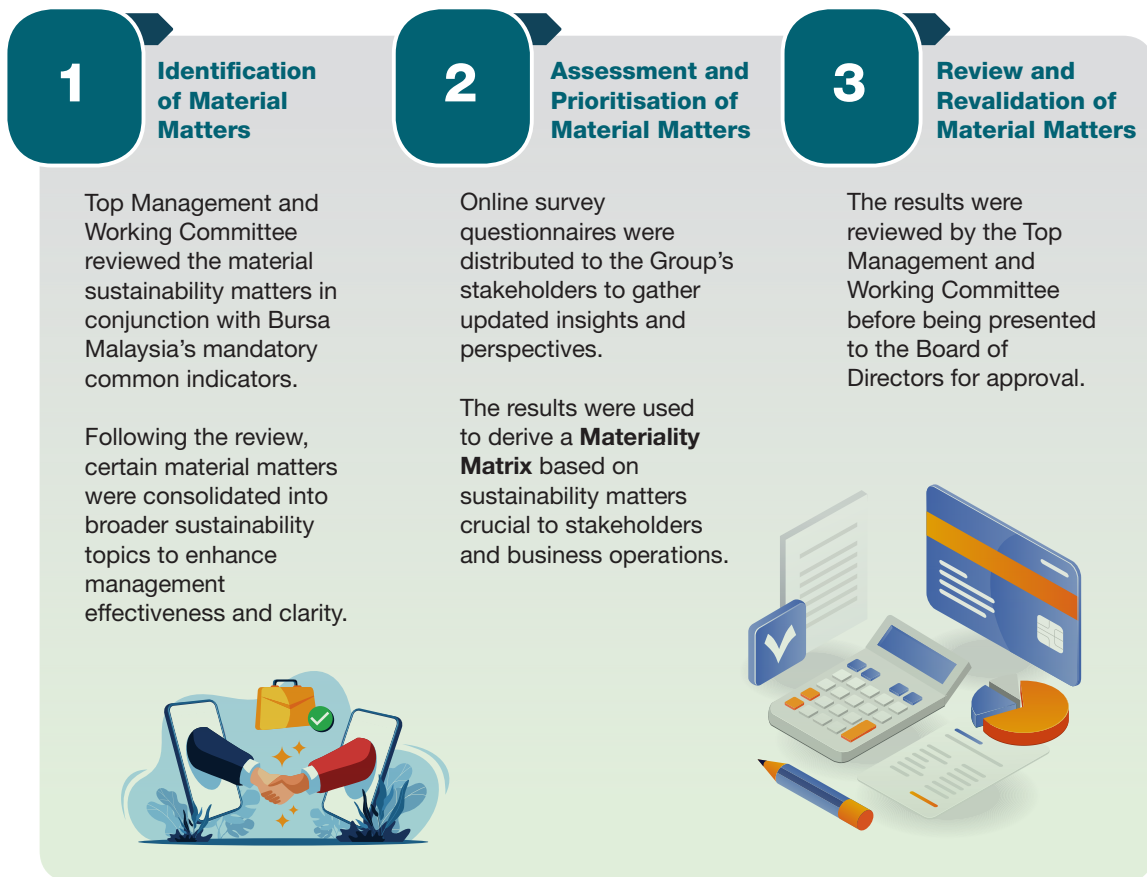 1
Identification
of Material
Matters
Top Management and
Working Committee
reviewed the material
sustainability matters in
conjunction with Bursa
Malaysia’s mandatory
common indicators.
Following the review,
certain material matters
were consolidated into
broader sustainability
topics to enhance
management
effectiveness and clarity.
2
Assessment and
Prioritisation of
Material Matters
Online survey
questionnaires were
distributed to the Group’s
stakeholders to gather
updated insights and
perspectives.
The results were used
to derive a Materiality
Matrix based on
sustainability matters
crucial to stakeholders
and business operations.
3
Review and
Revalidation of
Material Matters
The results were
reviewed by the Top
Management and
Working Committee
before being presented
to the Board of
Directors for approval.